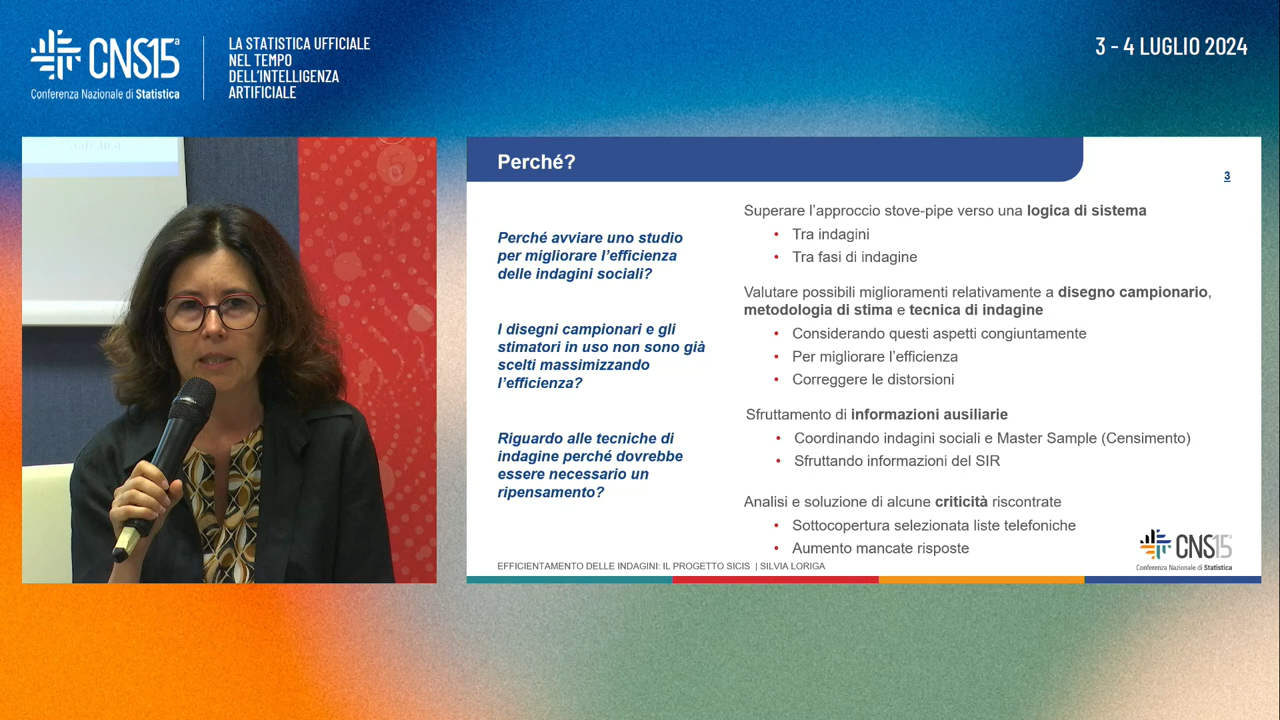 CNS15ª
Conferenza Nazionale di Statistica
LA STATISTICA UFFICIALE
NEL TEMPO
DELL'INTELLIGENZA
ARTIFICIALE
3 - 4 LUGLIO 2024
Perché?
3
Perché avviare uno studio
per migliorare l'efficienza
delle indagini sociali?
I disegni campionari e gli
stimatori in uso non sono già
scelti massimizzando
l'efficienza?
Riguardo alle tecniche di
indagine perché dovrebbe
essere necessario un
ripensamento?
Superare l'approccio stove-pipe verso una logica di sistema
• Tra indagini
• Tra fasi di indagine
Valutare possibili miglioramenti relativamente a disegno campionario,
metodologia di stima e tecnica di indagine
• Considerando questi aspetti congiuntamente
• Per migliorare l'efficienza
• Correggere le distorsioni
Sfruttamento di informazioni ausiliarie
• Coordinando indagini sociali e Master Sample (Censimento)
• Sfruttando informazioni del SIR
Analisi e soluzione di alcune criticità riscontrate
• Sottocopertura selezionata liste telefoniche
• Aumento mancate risposte
EFFICIENTAMENTO DELLE INDAGINI: IL PROGETTO SICIS | SILVIA LORIGA
CNS15ª
Conferenza Nazionale di Statistica